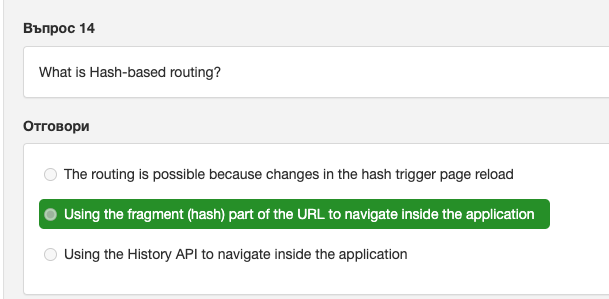 Въпрос 14
What is Hash-based routing?
Отговори
The routing is possible because changes in the hash trigger page reload
Using the fragment (hash) part of the URL to navigate inside the application
Using the History API to navigate inside the application